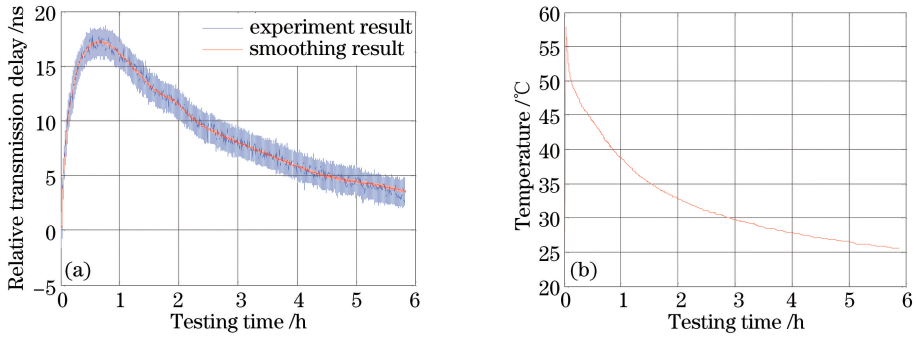 Relative transmission delay /ns
20
15
10
5
0
−5
experiment result
smoothing result
(a)
0 1 2 3 4 5 6
Testing time /h
Temperature /℃
60
55
50
45
40
35
30
25
20
(b)
0 1 2 3 4 5 6
Testing time /h